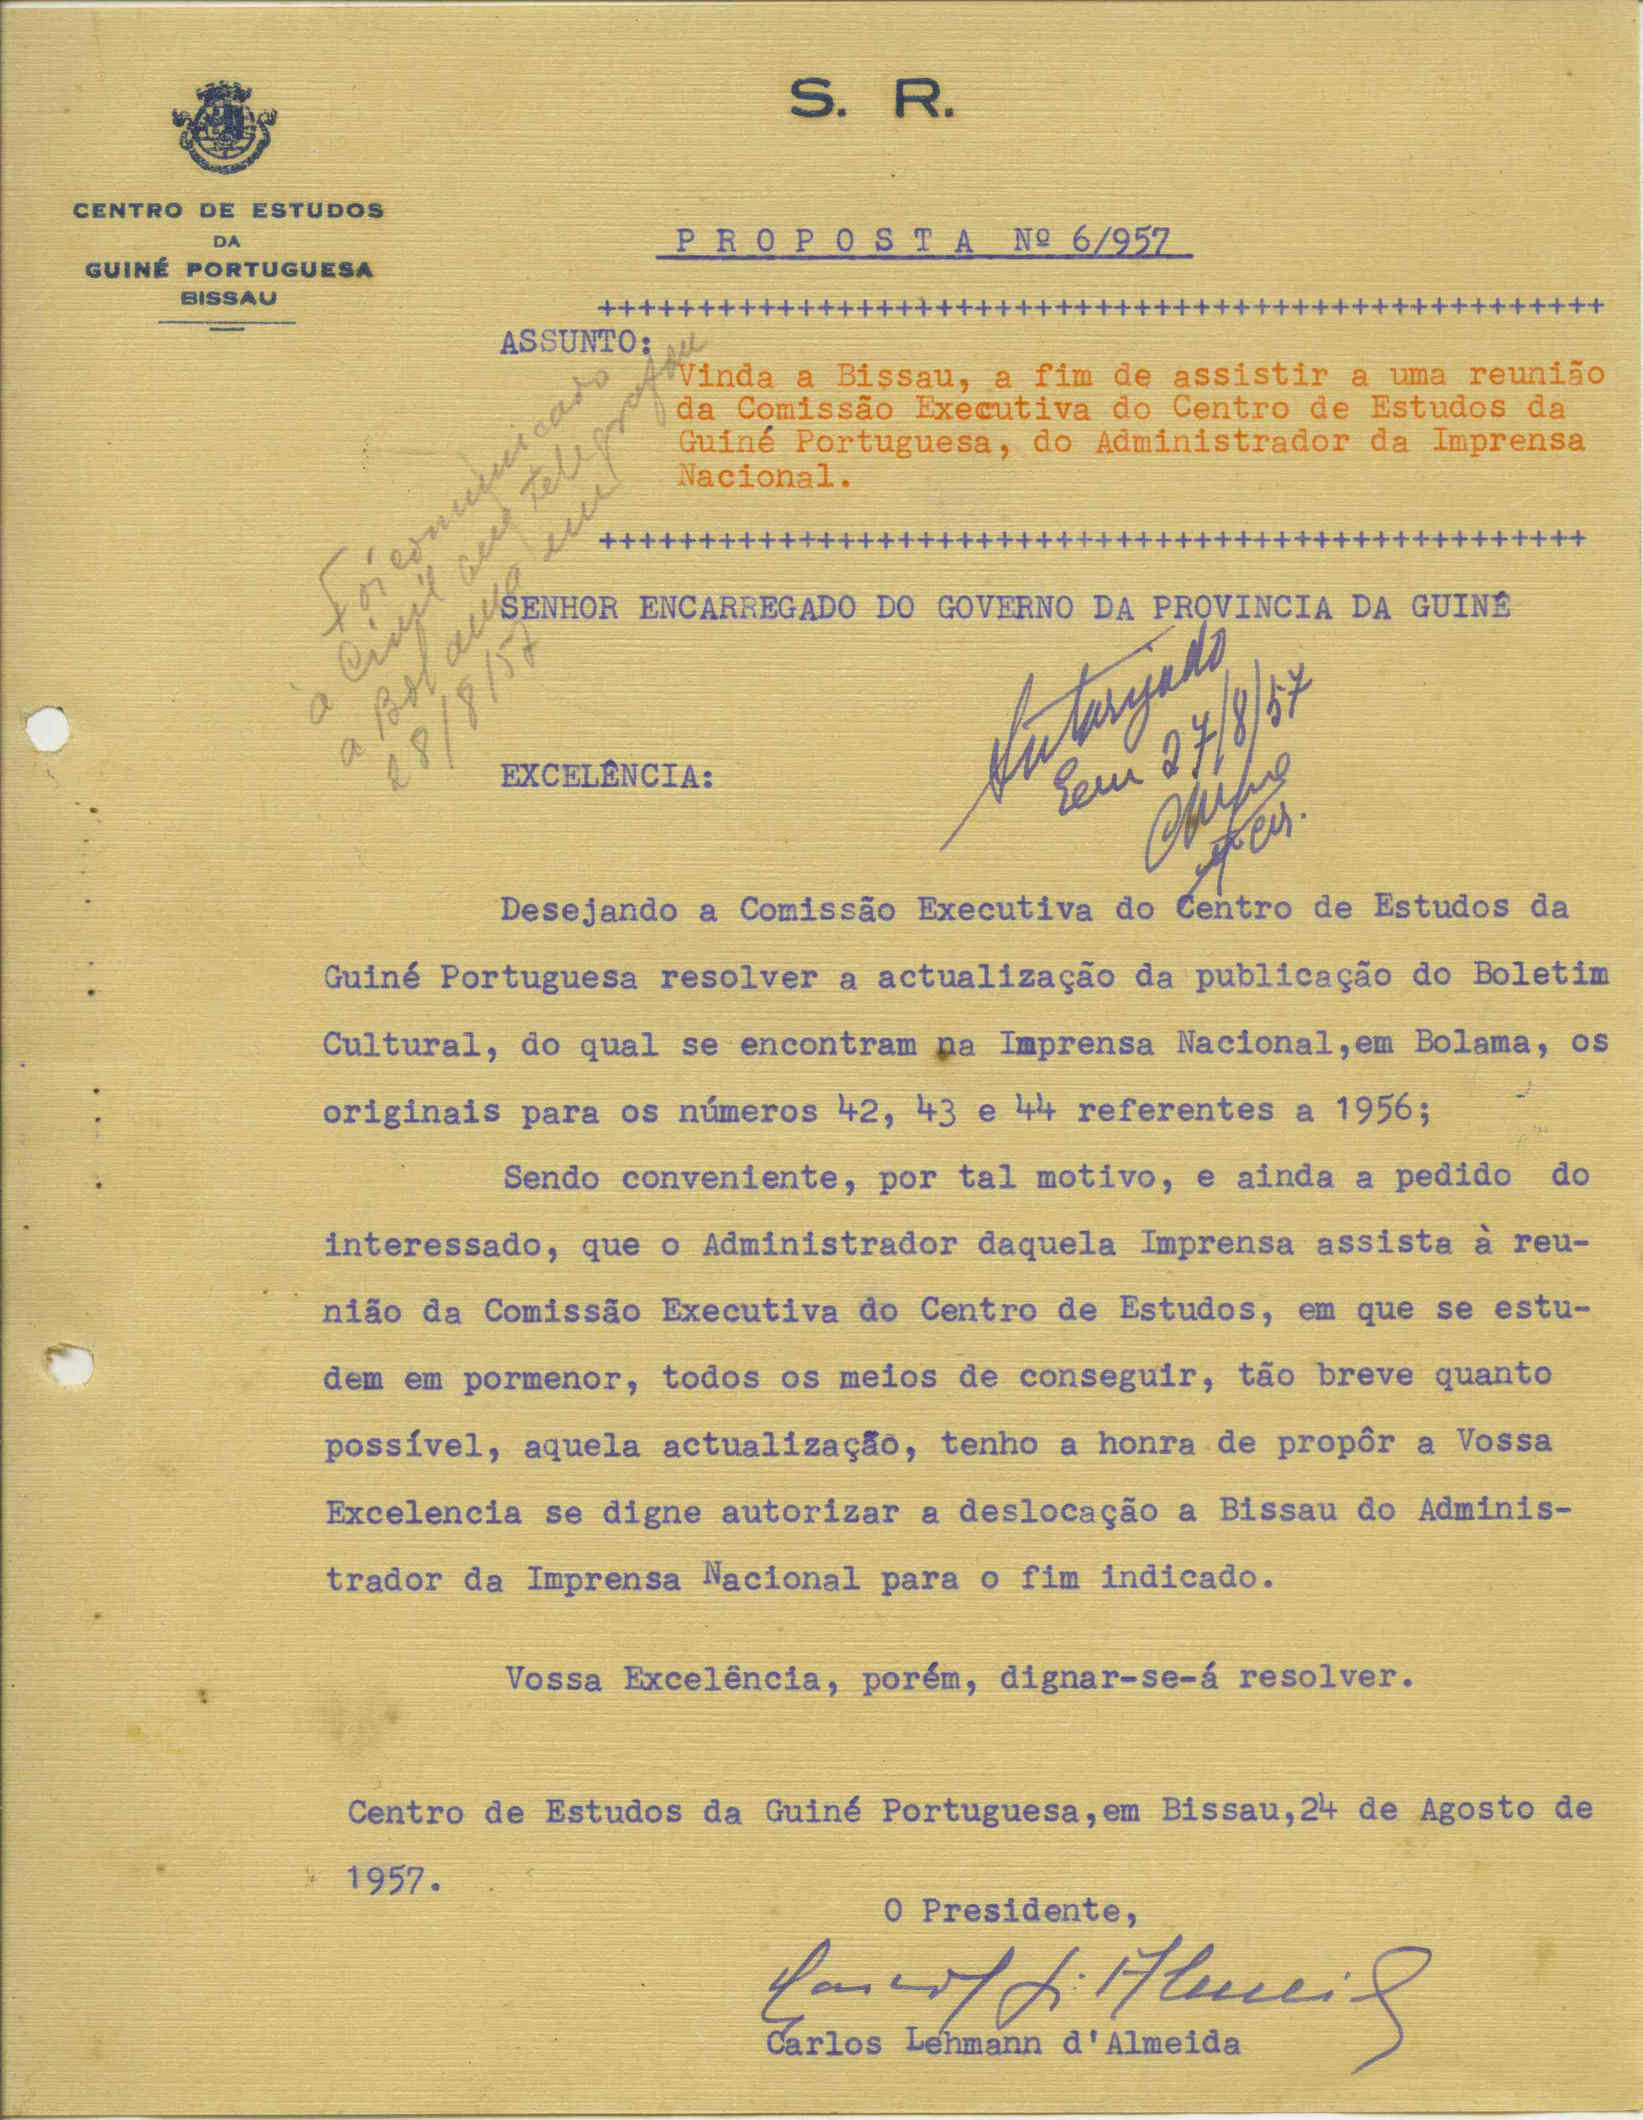 S. R.
CENTRO DE ESTUDOS
DA
GUINÉ PORTUGUESA
BISSAU
P R O P O S T A Nº 6/957
++++++++++++++++++++++++++++++++++++++++++++++++++
ASSUNTO:
Vinda a Bissau, a fim de assistir a uma reunião
da Comissão Executiva do Centro de Estudos da
Guiné Portuguesa, do Administrador da Imprensa
Nacional.
++++++++++++++++++++++++++++++++++++++++++++++++++
Foi comunicado
à Civil que telegrafou
a Bolama em
28/8/57
SENHOR ENCARREGADO DO GOVERNO DA PROVINCIA DA GUINÉ
Autorizado
Em 27/8/57
EXCELÊNCIA:
Desejando a Comissão Executiva do Centro de Estudos da
Guiné Portuguesa resolver a actualização da publicação do Boletim
Cultural, do qual se encontram na Imprensa Nacional,em Bolama, os
originais para os números 42, 43 e 44 referentes a 1956;
Sendo conveniente, por tal motivo, e ainda a pedido do
interessado, que o Administrador daquela Imprensa assista à reu-
nião da Comissão Executiva do Centro de Estudos, em que se estu-
dem em pormenor, todos os meios de conseguir, tão breve quanto
possível, aquela actualização, tenho a honra de propôr a Vossa
Excelencia se digne autorizar a deslocação a Bissau do Adminis-
trador da Imprensa Nacional para o fim indicado.
Vossa Excelência, porém, dignar-se-á resolver.
Centro de Estudos da Guiné Portuguesa,em Bissau,24 de Agosto de
1957.
O Presidente,
Carlos Lehmann d'Almeida